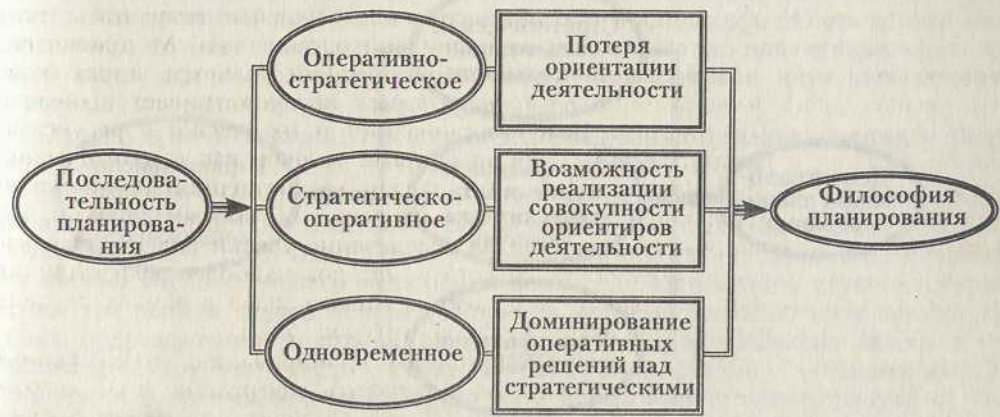 Оперативно-
стратегическое
Потеря
ориентации
деятельности
Последова-
тельность
планирова-
ния
Стратегическо-
оперативное
Возможность
реализации
совокупности
ориентиров
деятельности
Философия
планирования
Одновременное
Доминирование
оперативных
решений над
стратегическими